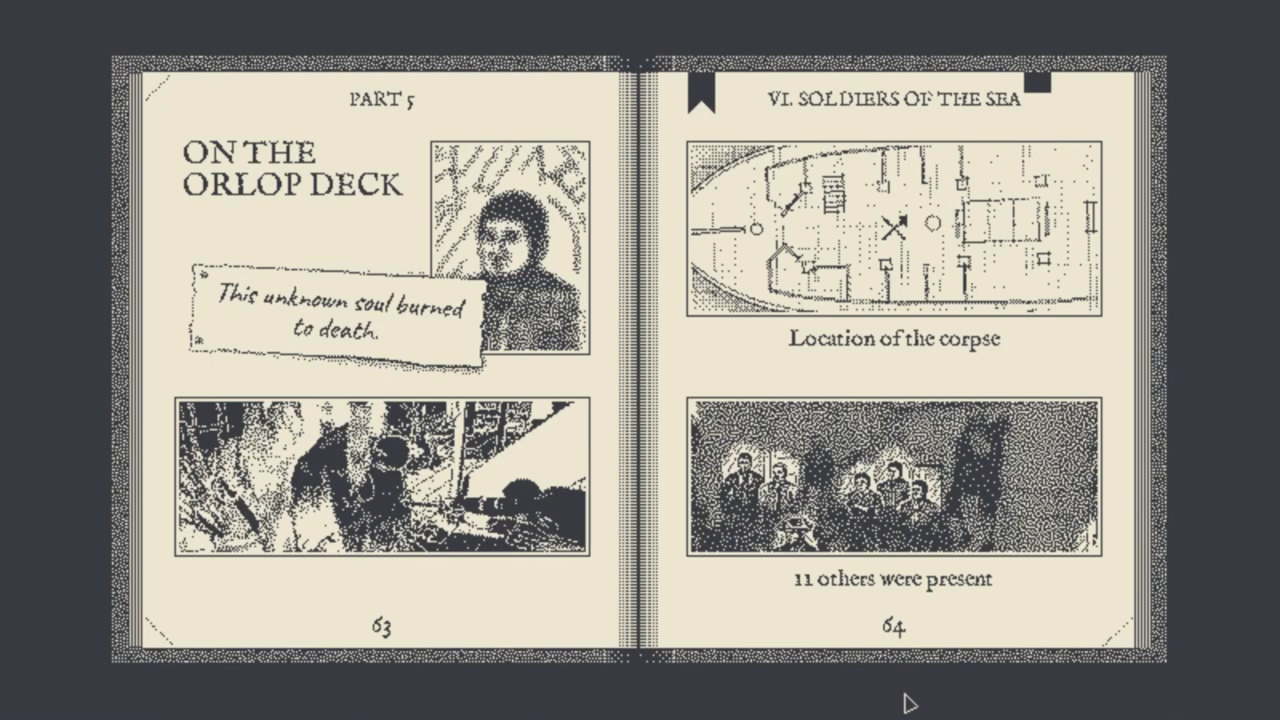 PART 5
ON THE
ORLOP DECK
This unknown soul burned
to death.
63
VI. SOLDIERS OF THE SEA
Location of the corpse
11 others were present
64